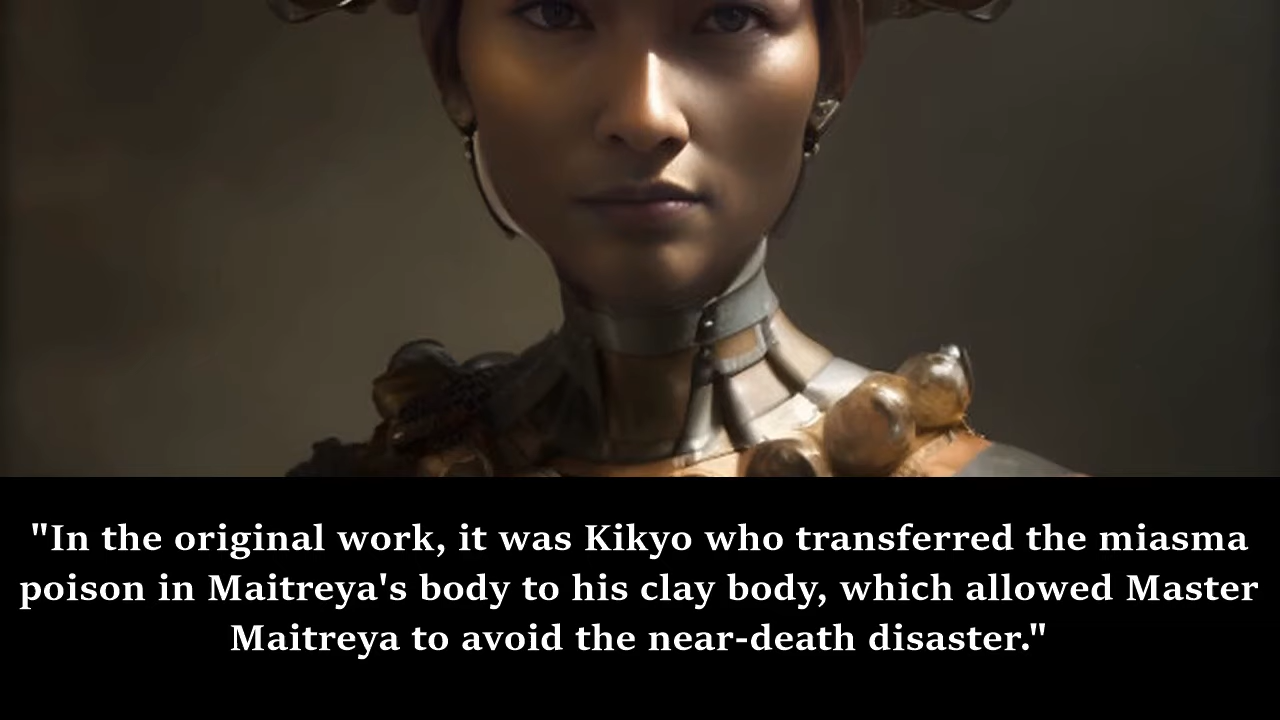 "In the original work, it was Kikyo who transferred the miasma
poison in Maitreya's body to his clay body, which allowed Master
Maitreya to avoid the near-death disaster."